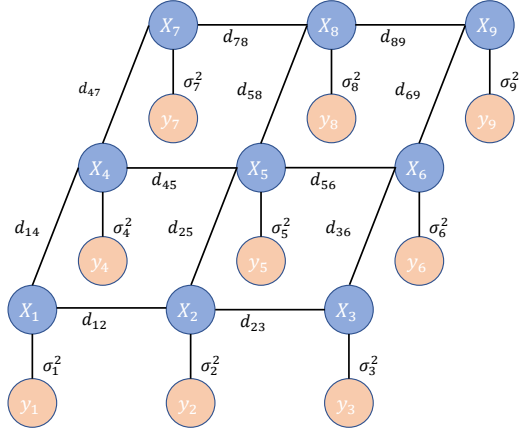 X₇ X₈ X₉
d₇₈ d₈₉
d₄₇ σ₇² d₅₈ σ₈² d₆₉ σ₉²
y₇ y₈ y₉
X₄ X₅ X₆
d₄₅ d₅₆
d₁₄ σ₄² d₂₅ σ₅² d₃₆ σ₆²
y₄ y₅ y₆
X₁ X₂ X₃
d₁₂ d₂₃
σ₁² σ₂² σ₃²
y₁ y₂ y₃